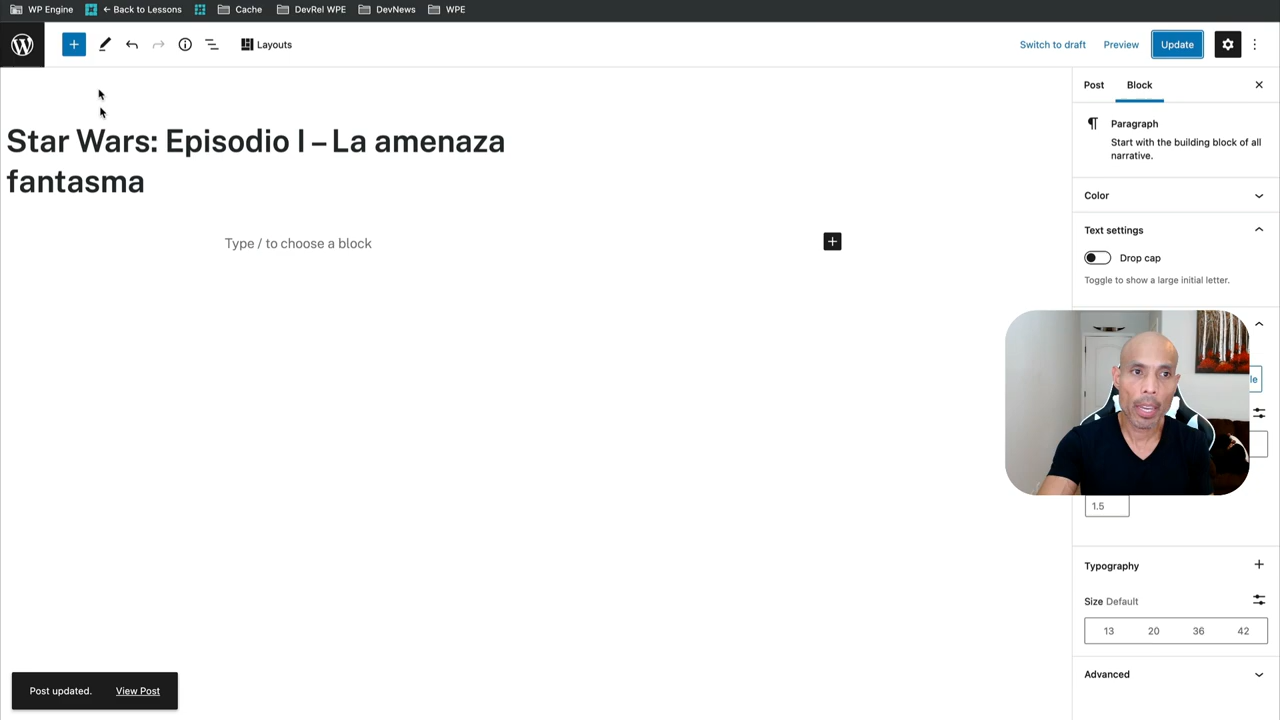 WP Engine
← Back to Lessons
Cache
DevRel WPE
DevNews
WPE
Layouts
Switch to draft
Preview
Update
Post
Block
Star Wars: Episodio I – La amenaza
fantasma
Type / to choose a block
Paragraph
Start with the building block of all
narrative.
Color
Text settings
Drop cap
Toggle to show a large initial letter.
1.5
Typography
Size Default
13 20 36 42
Advanced
Post updated.
View Post